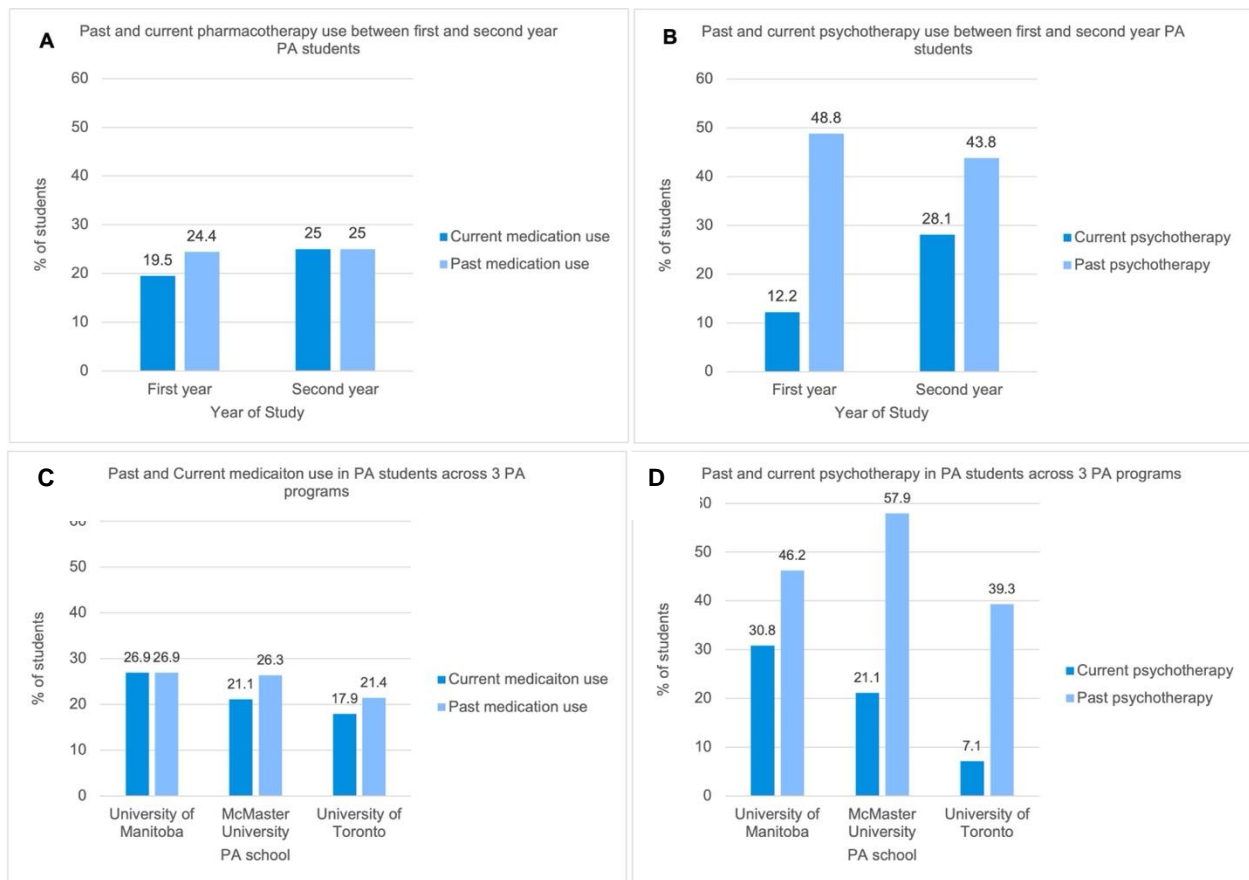 A
Past and current pharmacotherapy use between first and second year
PA students
% of students
60
50
40
30
20
10
0
19.5
24.4
25
25
First year
Second year
Year of Study
Current medication use
Past medication use
B
Past and current psychotherapy use between first and second year PA
students
% of students
60
50
40
30
20
10
0
12.2
48.8
28.1
43.8
First year
Second year
Year of Study
Current psychotherapy
Past psychotherapy
C
Past and Current medicaiton use in PA students across 3 PA
programs
% of students
60
50
40
30
20
10
0
26.9
26.9
21.1
26.3
17.9
21.4
University of
Manitoba
McMaster
University
University of
Toronto
PA school
Current medicaiton use
Past medication use
D
Past and current psychotherapy in PA students across 3 PA programs
% of students
60
50
40
30
20
10
0
30.8
46.2
21.1
57.9
7.1
39.3
University of
Manitoba
McMaster
University
University of
Toronto
PA school
Current psychotherapy
Past psychotherapy